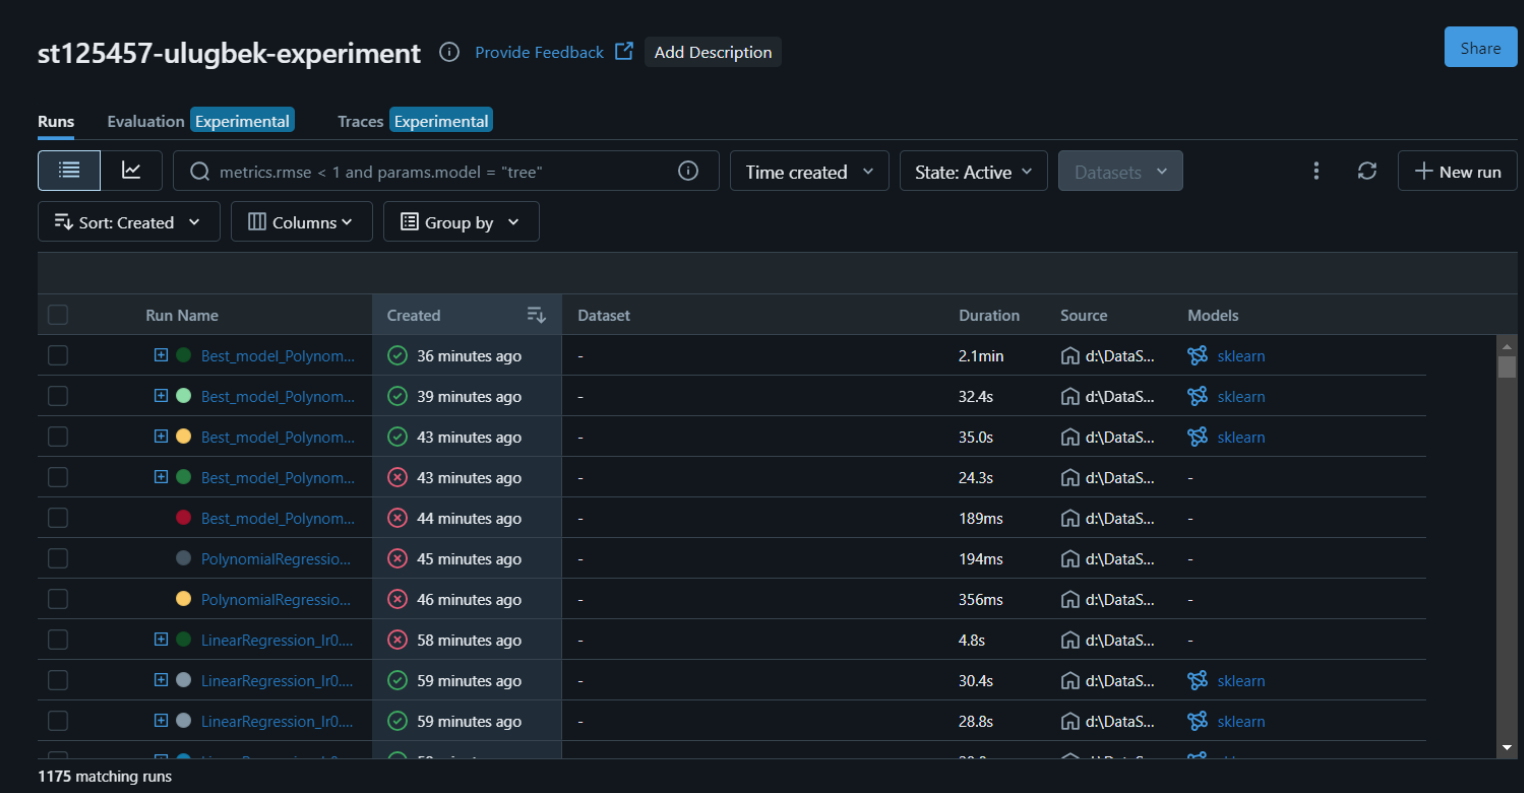 st125457-ulugbek-experiment Provide Feedback Add Description Share
Runs Evaluation Experimental Traces Experimental
metrics.rmse < 1 and params.model = "tree" Time created State: Active Datasets New run
Sort: Created Columns Group by
Run Name Created Dataset Duration Source Models
Best_model_Polynom... 36 minutes ago - 2.1min d:\DataS... sklearn
Best_model_Polynom... 39 minutes ago - 32.4s d:\DataS... sklearn
Best_model_Polynom... 43 minutes ago - 35.0s d:\DataS... sklearn
Best_model_Polynom... 43 minutes ago - 24.3s d:\DataS... -
Best_model_Polynom... 44 minutes ago - 189ms d:\DataS... -
PolynomialRegressio... 45 minutes ago - 194ms d:\DataS... -
PolynomialRegressio... 46 minutes ago - 356ms d:\DataS... -
LinearRegression_lr0.... 58 minutes ago - 4.8s d:\DataS... -
LinearRegression_lr0.... 59 minutes ago - 30.4s d:\DataS... sklearn
LinearRegression_lr0.... 59 minutes ago - 28.8s d:\DataS... sklearn
1175 matching runs